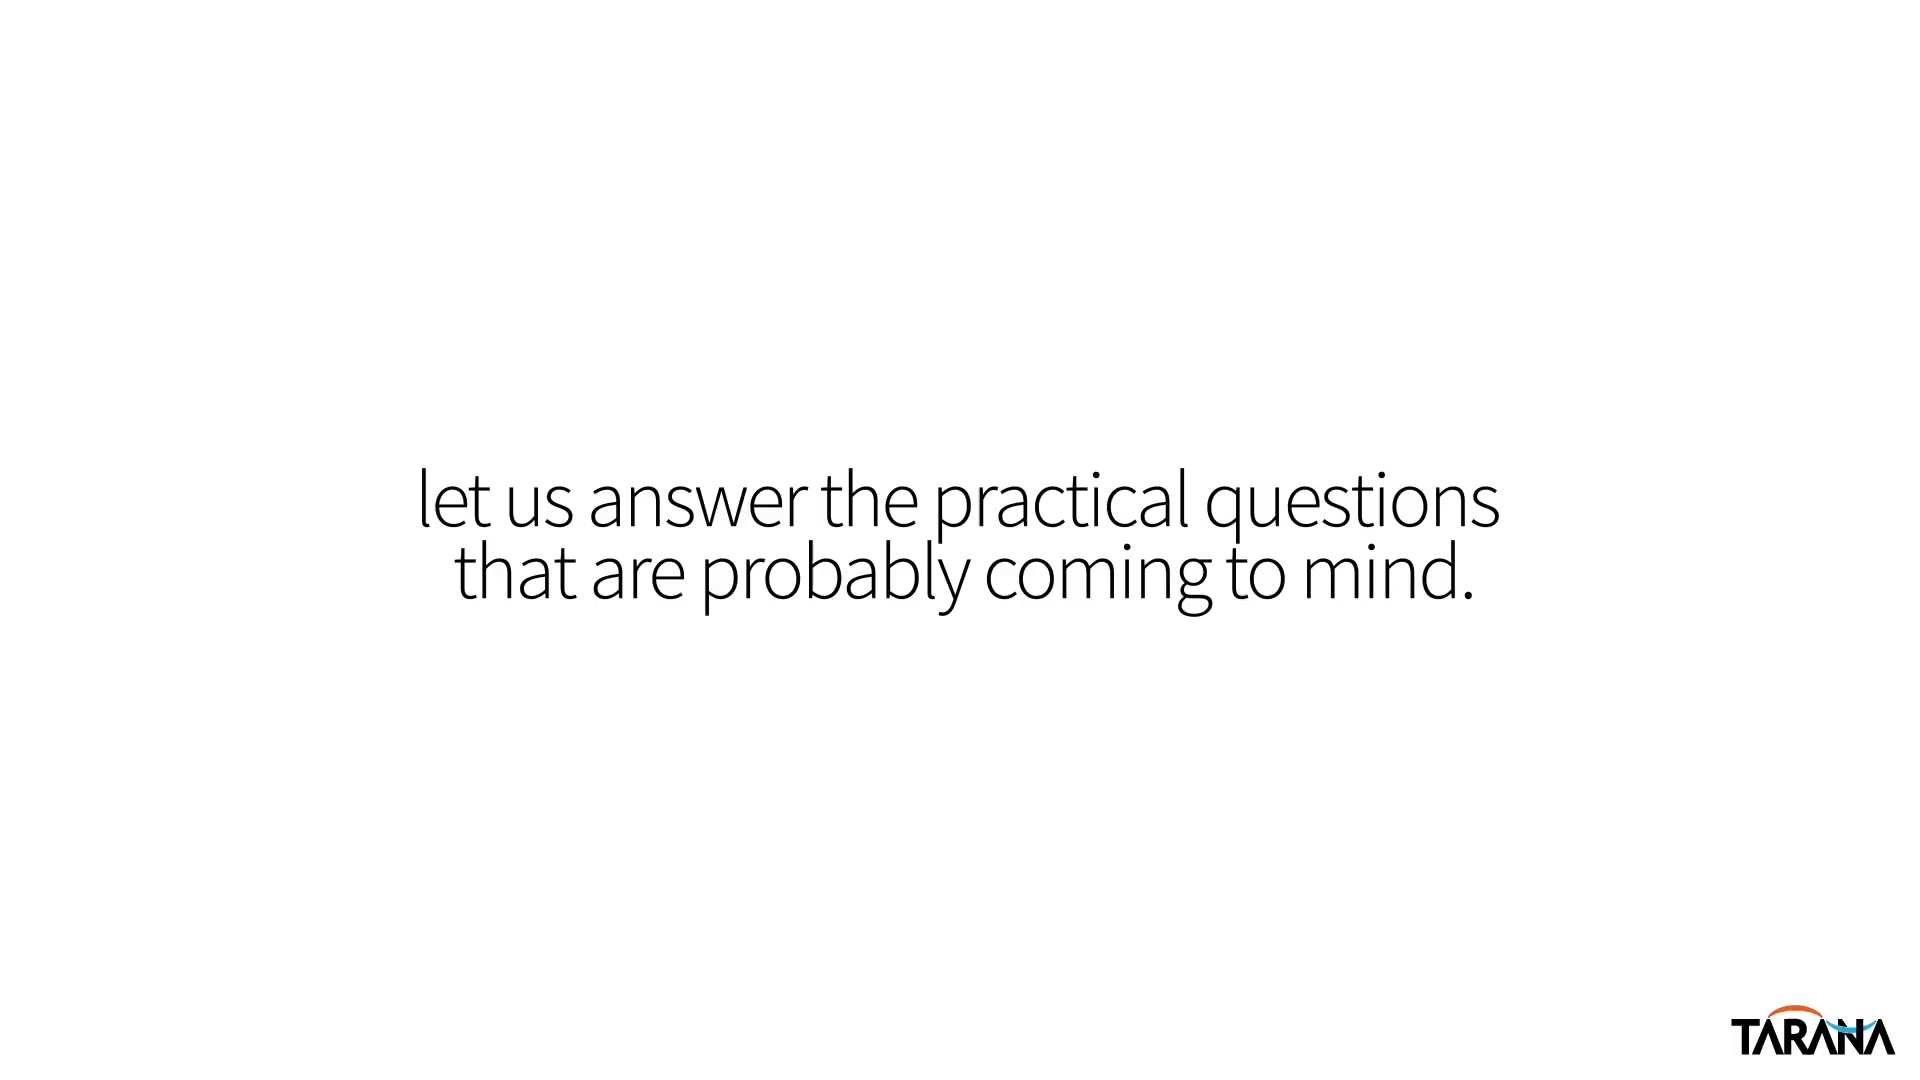 let us answer the practical questions
that are probably coming to mind.
TARANA